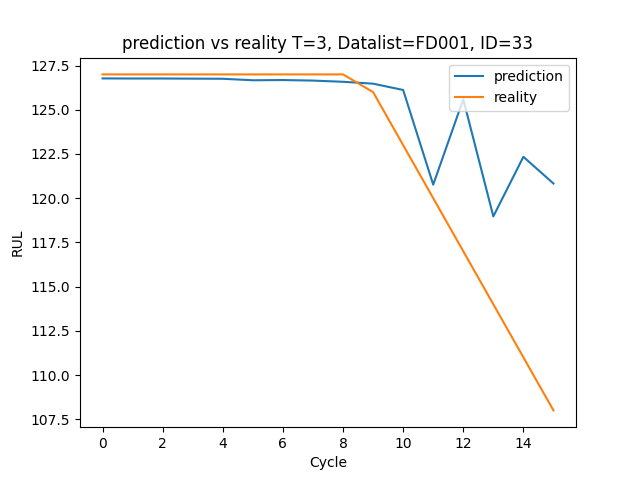 prediction vs reality T=3, Datalist=FD001, ID=33
127.5
125.0
122.5
120.0
117.5
115.0
112.5
110.0
107.5
RUL
prediction
reality
0 2 4 6 8 10 12 14
Cycle